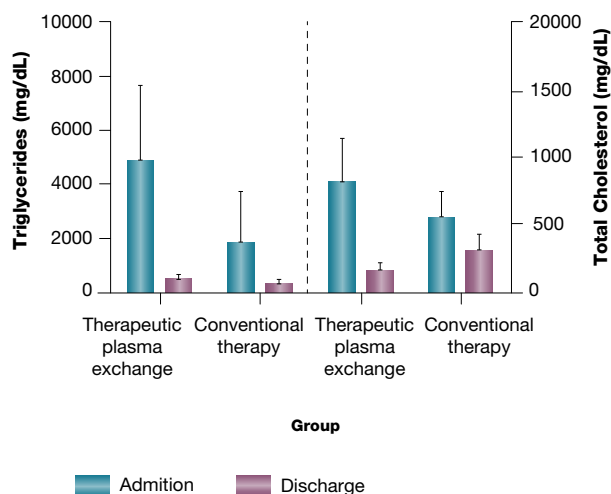 Triglycerides (mg/dL)
10000
8000
6000
4000
2000
0
20000
1500
1000
500
0
Total Cholesterol (mg/dL)
Therapeutic
plasma
exchange
Conventional
therapy
Therapeutic
plasma
exchange
Conventional
therapy
Group
Admition
Discharge